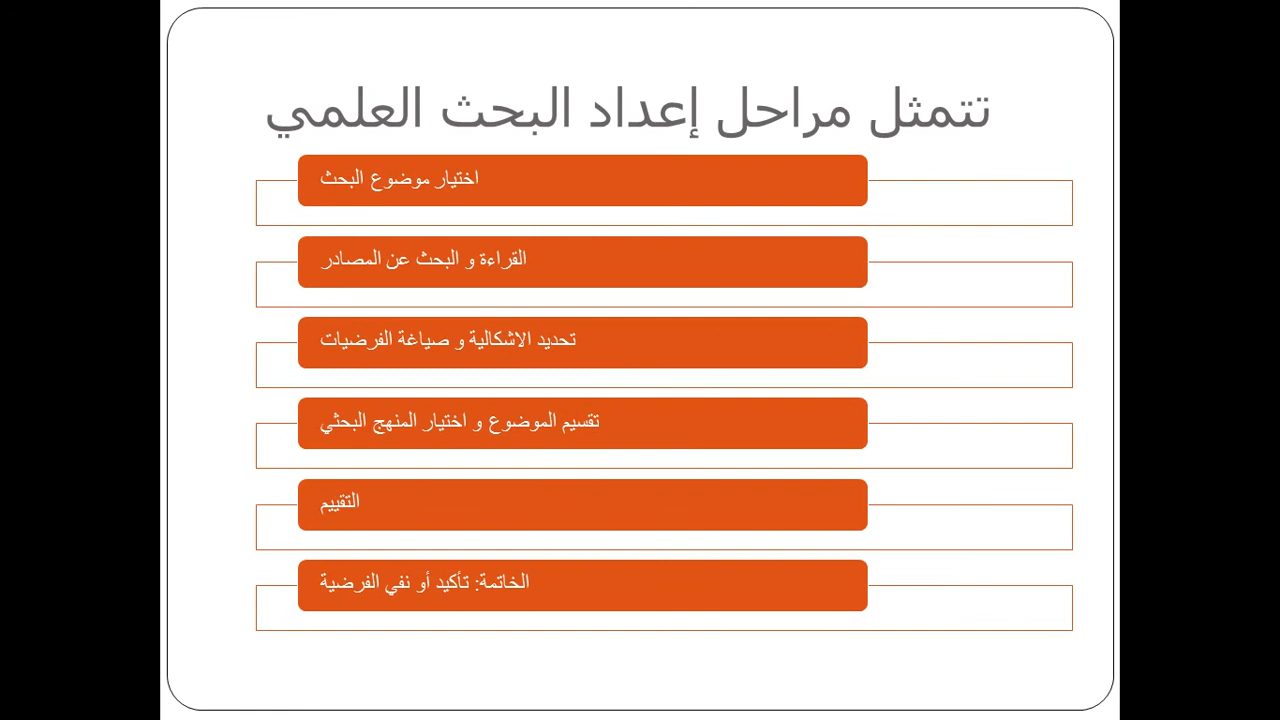 تتمثل مراحل إعداد البحث العلمي
اختيار موضوع البحث
القراءة و البحث عن المصادر
تحديد الاشكالية و صياغة الفرضيات
تقسيم الموضوع و اختيار المنهج البحثي
التقييم
الخاتمة: تأكيد أو نفي الفرضية